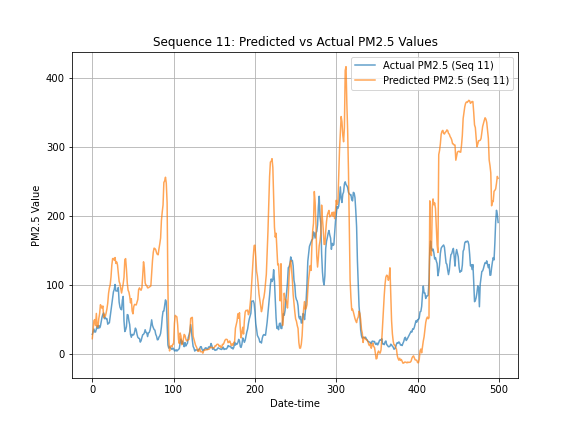 Sequence 11: Predicted vs Actual PM2.5 Values
Actual PM2.5 (Seq 11)
Predicted PM2.5 (Seq 11)
400
300
200
100
0
PM2.5 Value
0 100 200 300 400 500
Date-time